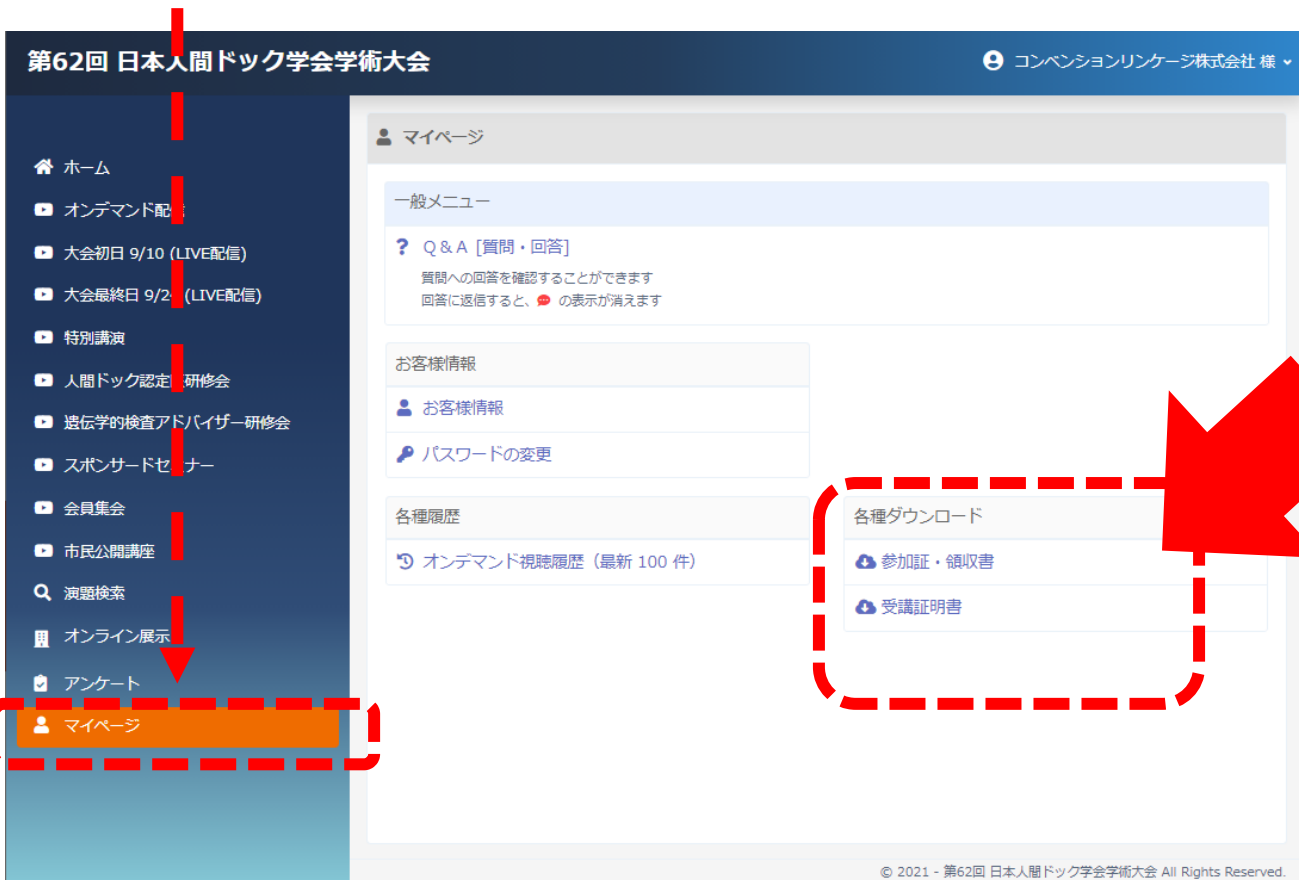 第62回 日本人間ドック学会学術大会
コンベンションリンケージ株式会社 様
ホーム
オンデマンド配信
大会初日 9/10 (LIVE配信)
大会最終日 9/24 (LIVE配信)
特別講演
人間ドック認定医研修会
遺伝学的検査アドバイザー研修会
スポンサードセミナー
会員集会
市民公開講座
演題検索
オンライン展示
アンケート
マイページ
マイページ
一般メニュー
Q & A [質問・回答]
質問への回答を確認することができます
回答に返信すると、 の表示が消えます
お客様情報
お客様情報
パスワードの変更
各種履歴
オンデマンド視聴履歴（最新 100 件）
各種ダウンロード
参加証・領収書
受講証明書
© 2021 - 第62回 日本人間ドック学会学術大会 All Rights Reserved.